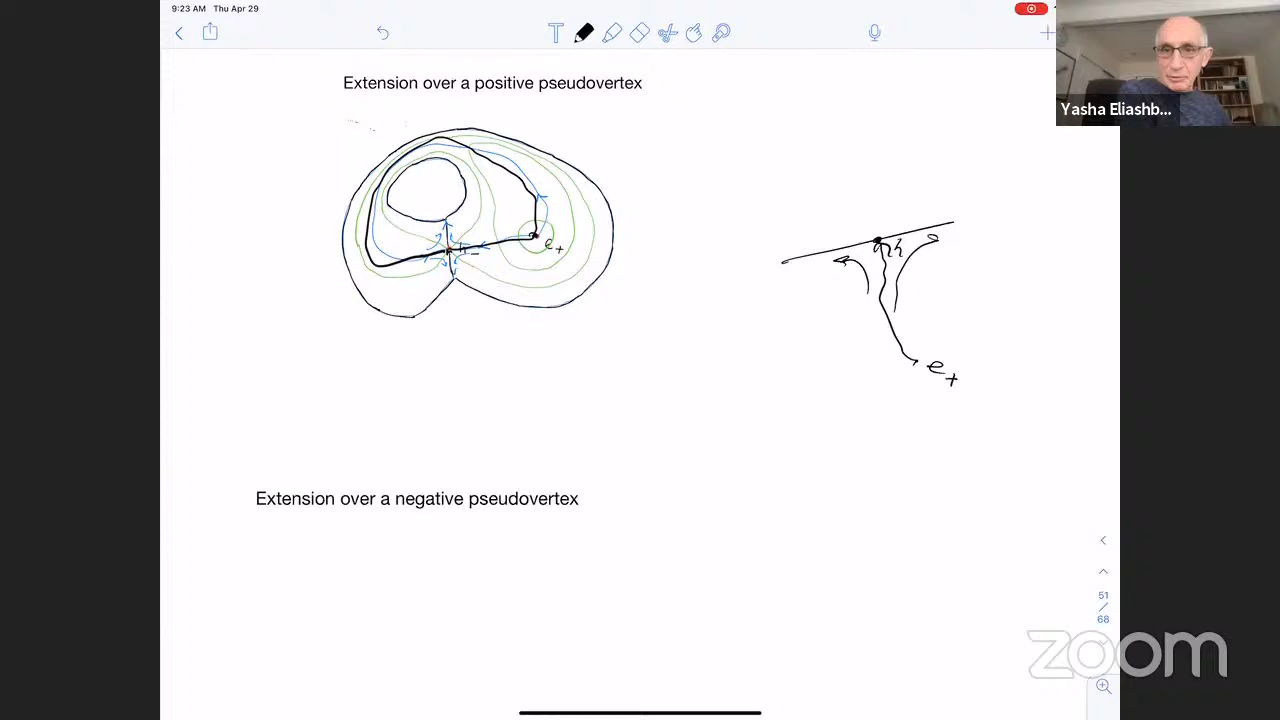 9:23 AM Thu Apr 29
Yasha Eliashb...
Extension over a positive pseudovertex
h_
e+
h
e+
Extension over a negative pseudovertex
51
/
68
zoom